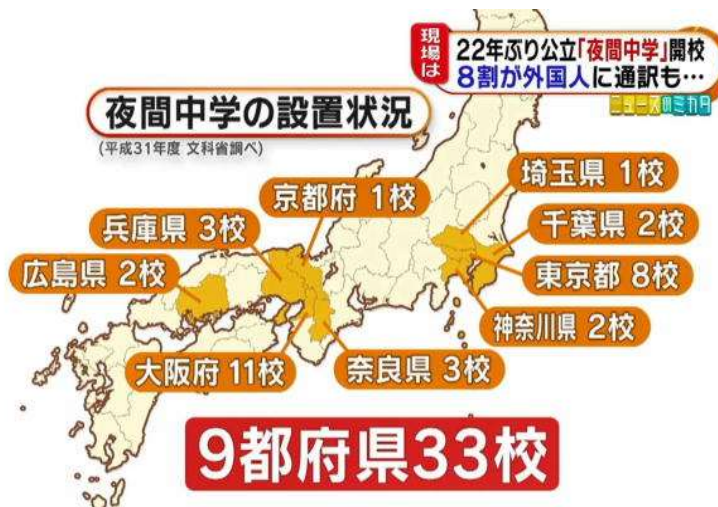 現場は
22年ぶり公立「夜間中学」開校
8割が外国人に通訳も…
ニュースのミカタ
夜間中学の設置状況
(平成31年度 文科省調べ)
京都府 1校
兵庫県 3校
広島県 2校
大阪府 11校
奈良県 3校
埼玉県 1校
千葉県 2校
東京都 8校
神奈川県 2校
9都府県33校